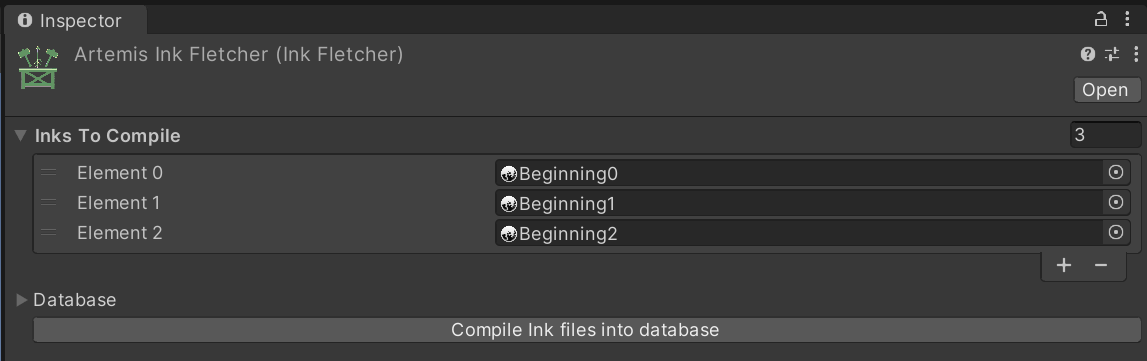 Inspector
Artemis Ink Fletcher (Ink Fletcher)
Open
Inks To Compile 3
Element 0 Beginning0
Element 1 Beginning1
Element 2 Beginning2
Database
Compile Ink files into database